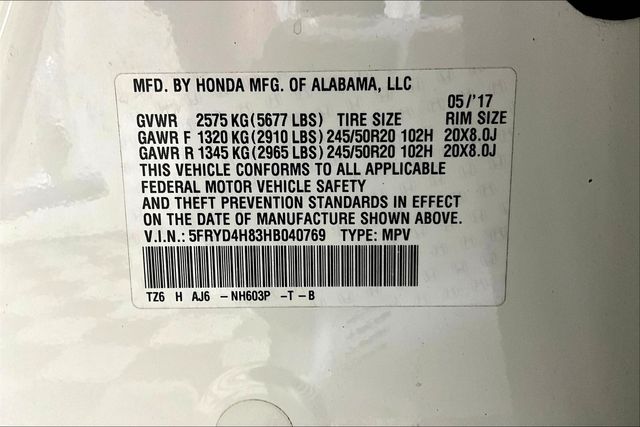 MFD. BY HONDA MFG. OF ALABAMA, LLC
05/'17
GVWR 2575 KG (5677 LBS) TIRE SIZE RIM SIZE
GAWR F 1320 KG (2910 LBS) 245/50R20 102H 20X8.0J
GAWR R 1345 KG (2965 LBS) 245/50R20 102H 20X8.0J
THIS VEHICLE CONFORMS TO ALL APPLICABLE
FEDERAL MOTOR VEHICLE SAFETY
AND THEFT PREVENTION STANDARDS IN EFFECT
ON THE DATE OF MANUFACTURE SHOWN ABOVE.
V.I.N.: 5FRYD4H83HB040769 TYPE: MPV
TZ6 H AJ6 -NH603P -T-B